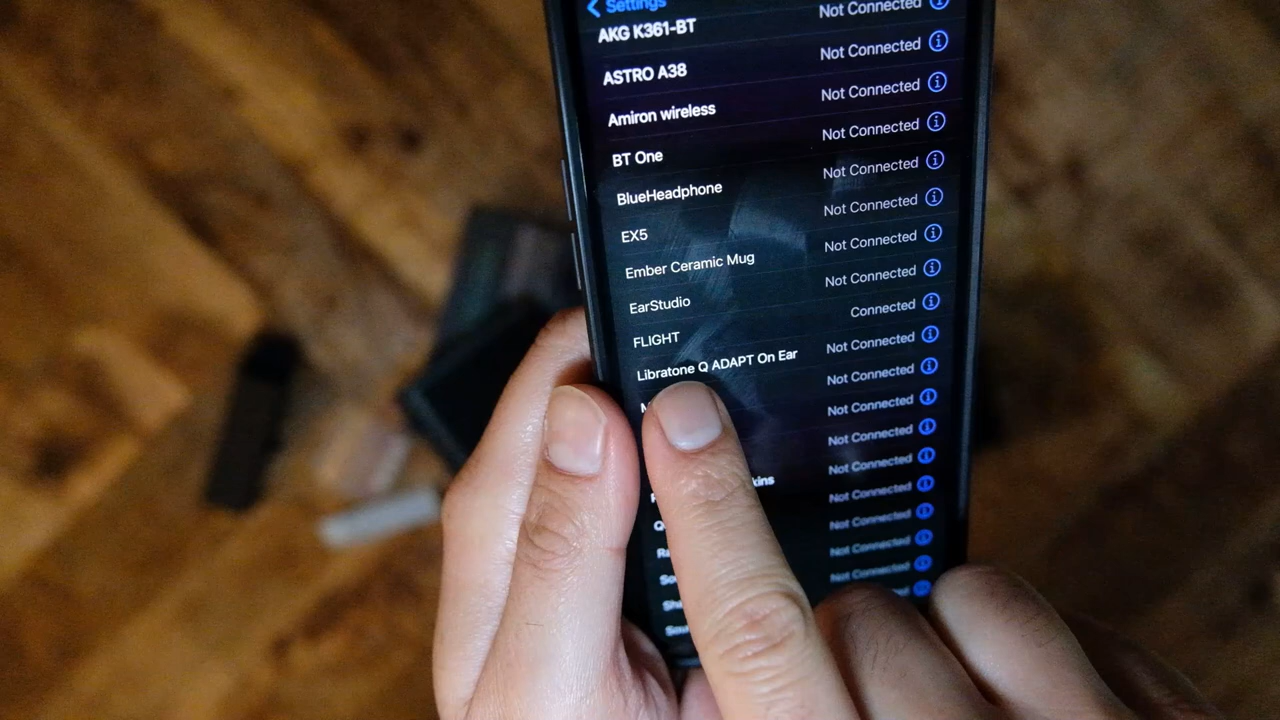 Settings
AKG K361-BT Not Connected
ASTRO A38 Not Connected
Amiron wireless Not Connected
BT One Not Connected
BlueHeadphone Not Connected
EX5 Not Connected
Ember Ceramic Mug Not Connected
EarStudio Not Connected
FLIGHT Connected
Libratone Q ADAPT On Ear Not Connected
Not Connected
Not Connected
Not Connected
Not Connected
Not Connected
Not Connected
Not Connected
Not Connected